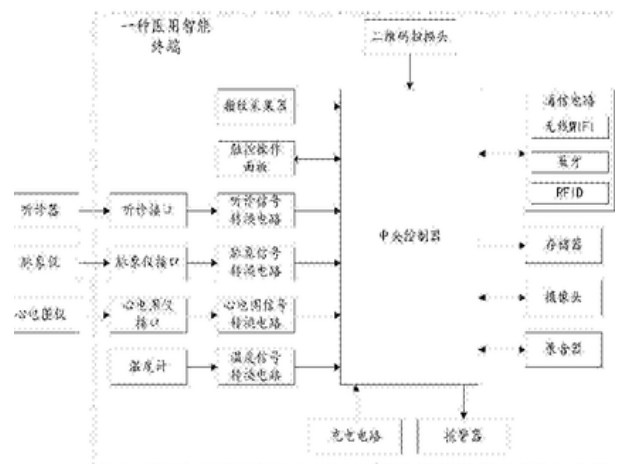 一种医用智能
终端
二维码扫描头
指纹采集器
触控操作
面板
听诊器
听诊接口
听诊信号
转换电路
脉象仪
脉象仪接口
脉象信号
转换电路
心电图仪
心电图仪
接口
心电图信号
转换电路
温度计
温度信号
转换电路
中央控制器
通信电路
无线WIFI
蓝牙
RFID
存储器
摄像头
录音器
充电电路
报警器